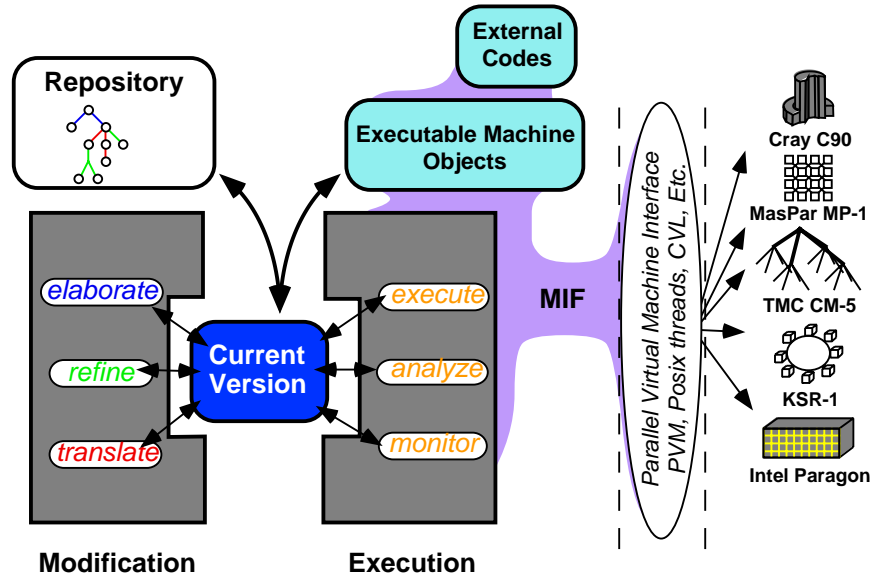 External
Codes
Repository
Executable Machine
Objects
elaborate
refine
translate
Current
Version
execute
analyze
monitor
MIF
Parallel Virtual Machine Interface
PVM, Posix threads, CVL, Etc.
Cray C90
MasPar MP-1
TMC CM-5
KSR-1
Intel Paragon
Modification
Execution